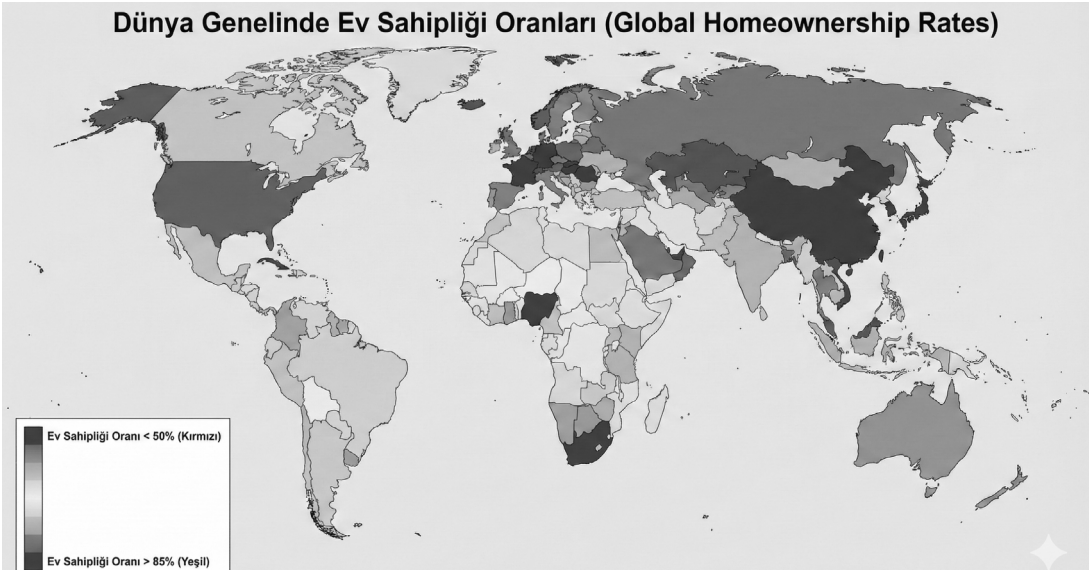 Dünya Genelinde Ev Sahipliği Oranları (Global Homeownership Rates)
Ev Sahipliği Oranı < 50% (Kırmızı)
Ev Sahipliği Oranı > 85% (Yeşil)